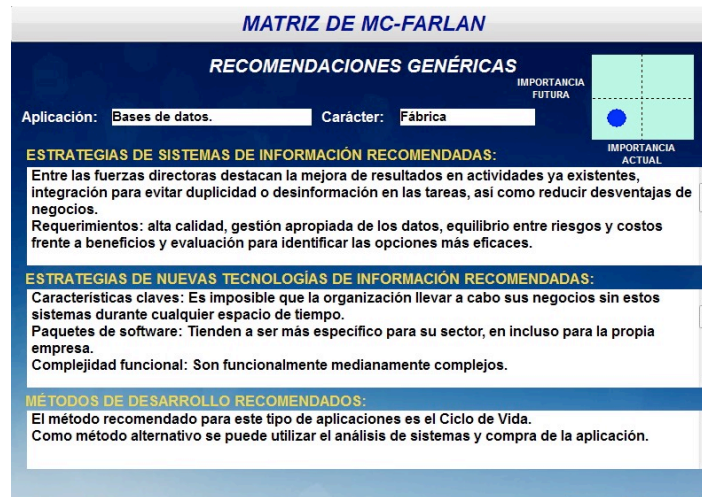 MATRIZ DE MC-FARLAN
RECOMENDACIONES GENÉRICAS
IMPORTANCIA
FUTURA
Aplicación: Bases de datos. Carácter: Fábrica
IMPORTANCIA
ACTUAL
ESTRATEGIAS DE SISTEMAS DE INFORMACIÓN RECOMENDADAS:
Entre las fuerzas directoras destacan la mejora de resultados en actividades ya existentes,
integración para evitar duplicidad o desinformación en las tareas, así como reducir desventajas de
negocios.
Requerimientos: alta calidad, gestión apropiada de los datos, equilibrio entre riesgos y costos
frente a beneficios y evaluación para identificar las opciones más eficaces.
ESTRATEGIAS DE NUEVAS TECNOLOGÍAS DE INFORMACIÓN RECOMENDADAS:
Características claves: Es imposible que la organización llevar a cabo sus negocios sin estos
sistemas durante cualquier espacio de tiempo.
Paquetes de software: Tienden a ser más específico para su sector, en incluso para la propia
empresa.
Complejidad funcional: Son funcionalmente medianamente complejos.
MÉTODOS DE DESARROLLO RECOMENDADOS:
El método recomendado para este tipo de aplicaciones es el Ciclo de Vida.
Como método alternativo se puede utilizar el análisis de sistemas y compra de la aplicación.